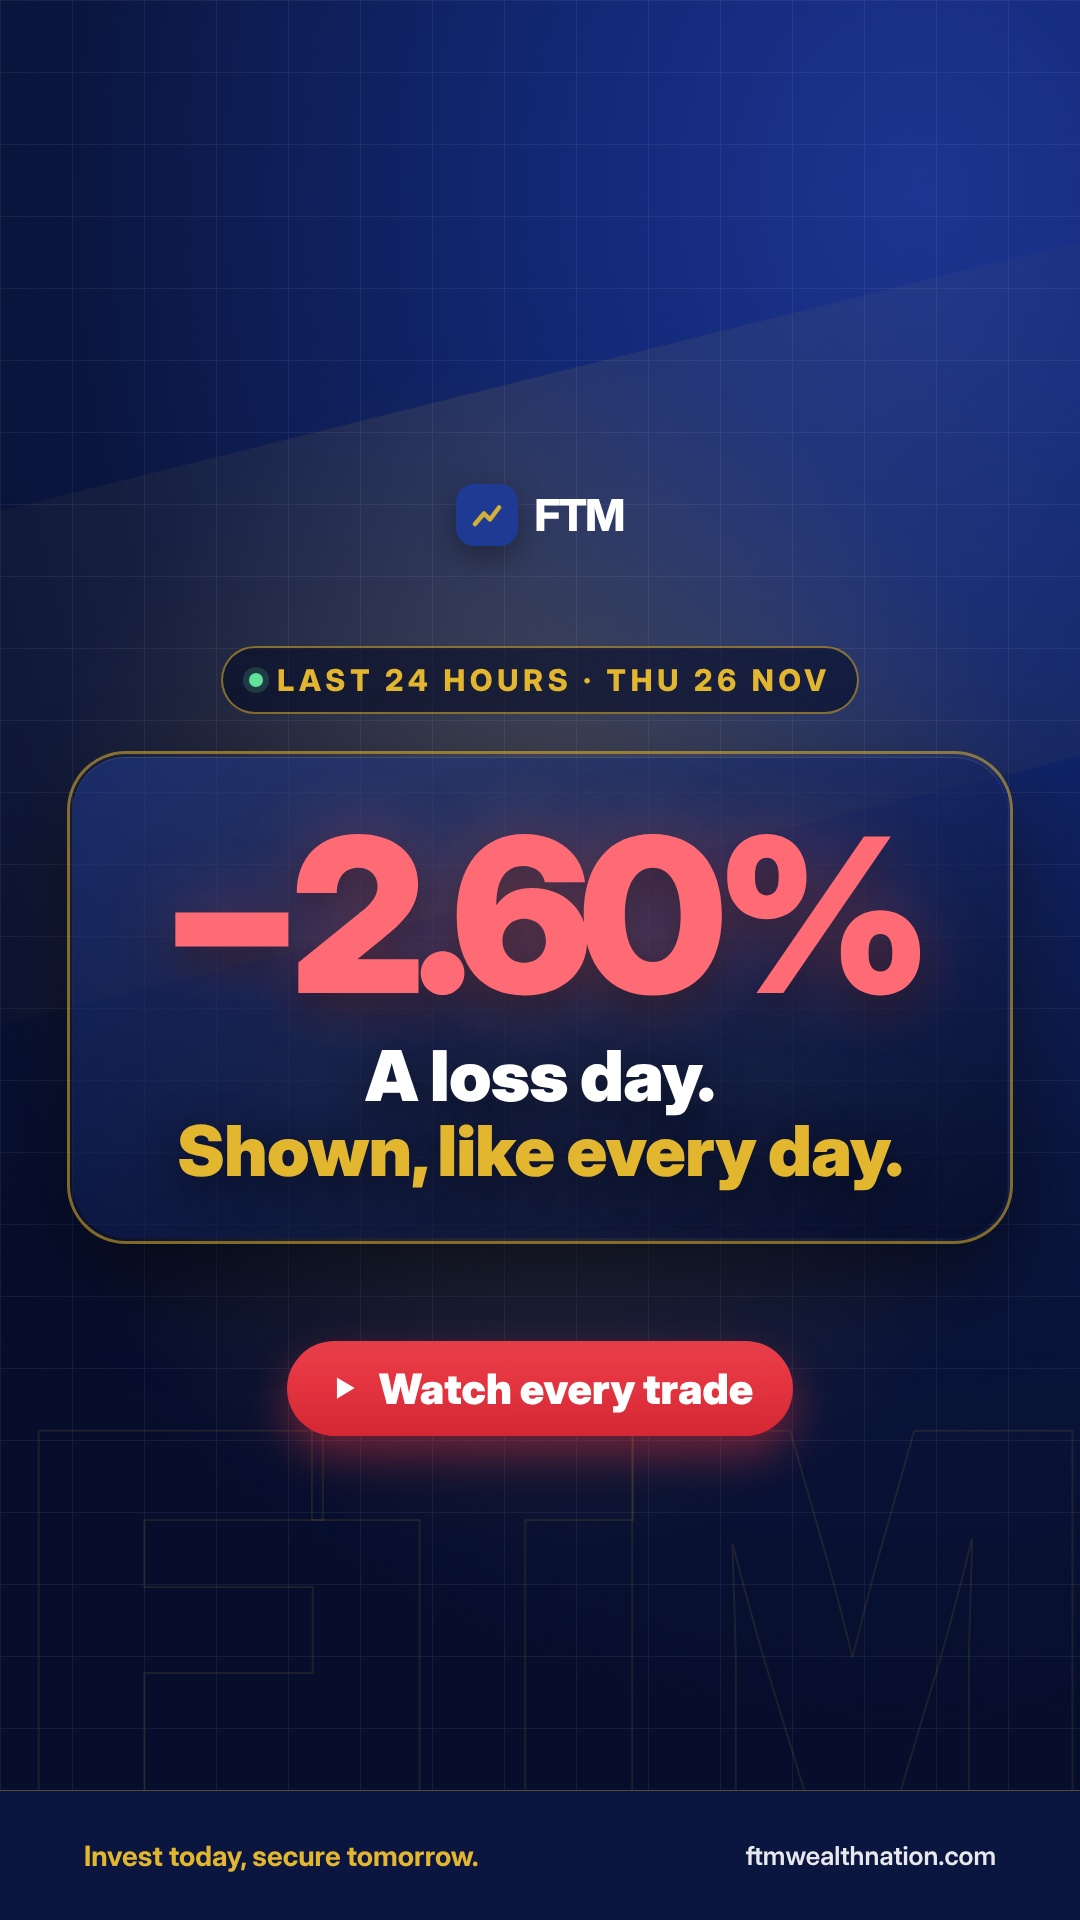 FTM
LAST 24 HOURS · THU 26 NOV
−2.60%
A loss day.
Shown, like every day.
Watch every trade
FTM
Invest today, secure tomorrow.
ftmwealthnation.com